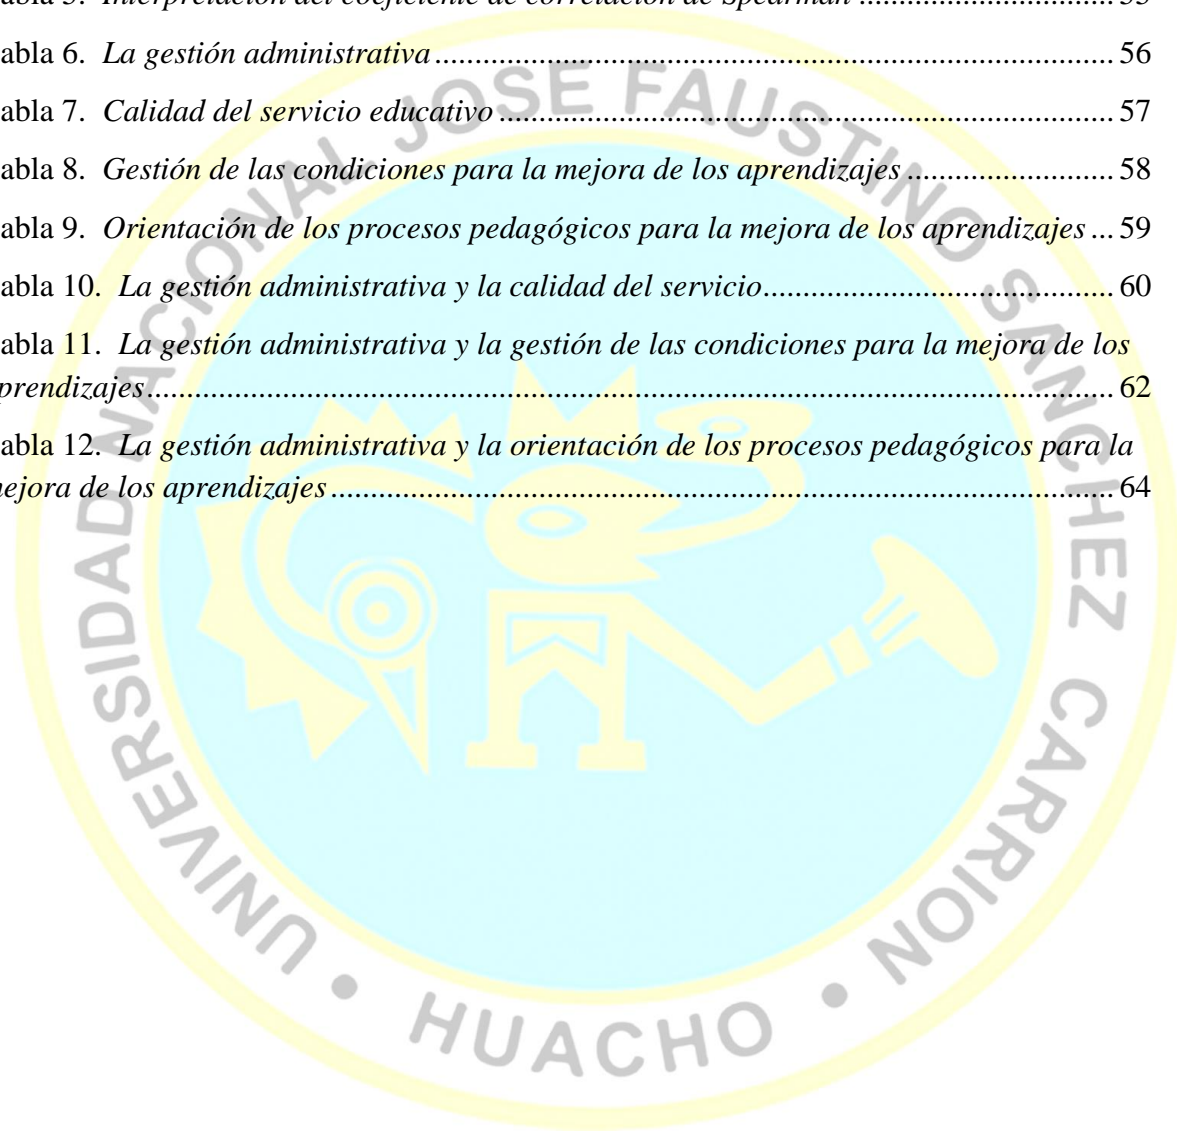 abla 5. Interpretación del coeficiente de correlación de Spearman ................................ 55
abla 6. La gestión administrativa ..................................................................................... 56
abla 7. Calidad del servicio educativo ............................................................................. 57
abla 8. Gestión de las condiciones para la mejora de los aprendizajes .......................... 58
abla 9. Orientación de los procesos pedagógicos para la mejora de los aprendizajes ... 59
abla 10. La gestión administrativa y la calidad del servicio ............................................ 60
abla 11. La gestión administrativa y la gestión de las condiciones para la mejora de los
prendizajes ......................................................................................................................... 62
abla 12. La gestión administrativa y la orientación de los procesos pedagógicos para la
mejora de los aprendizajes ................................................................................................. 64
UNIVERSIDAD NACIONAL JOSE FAUSTINO SANCHEZ CARRION
• HUACHO •